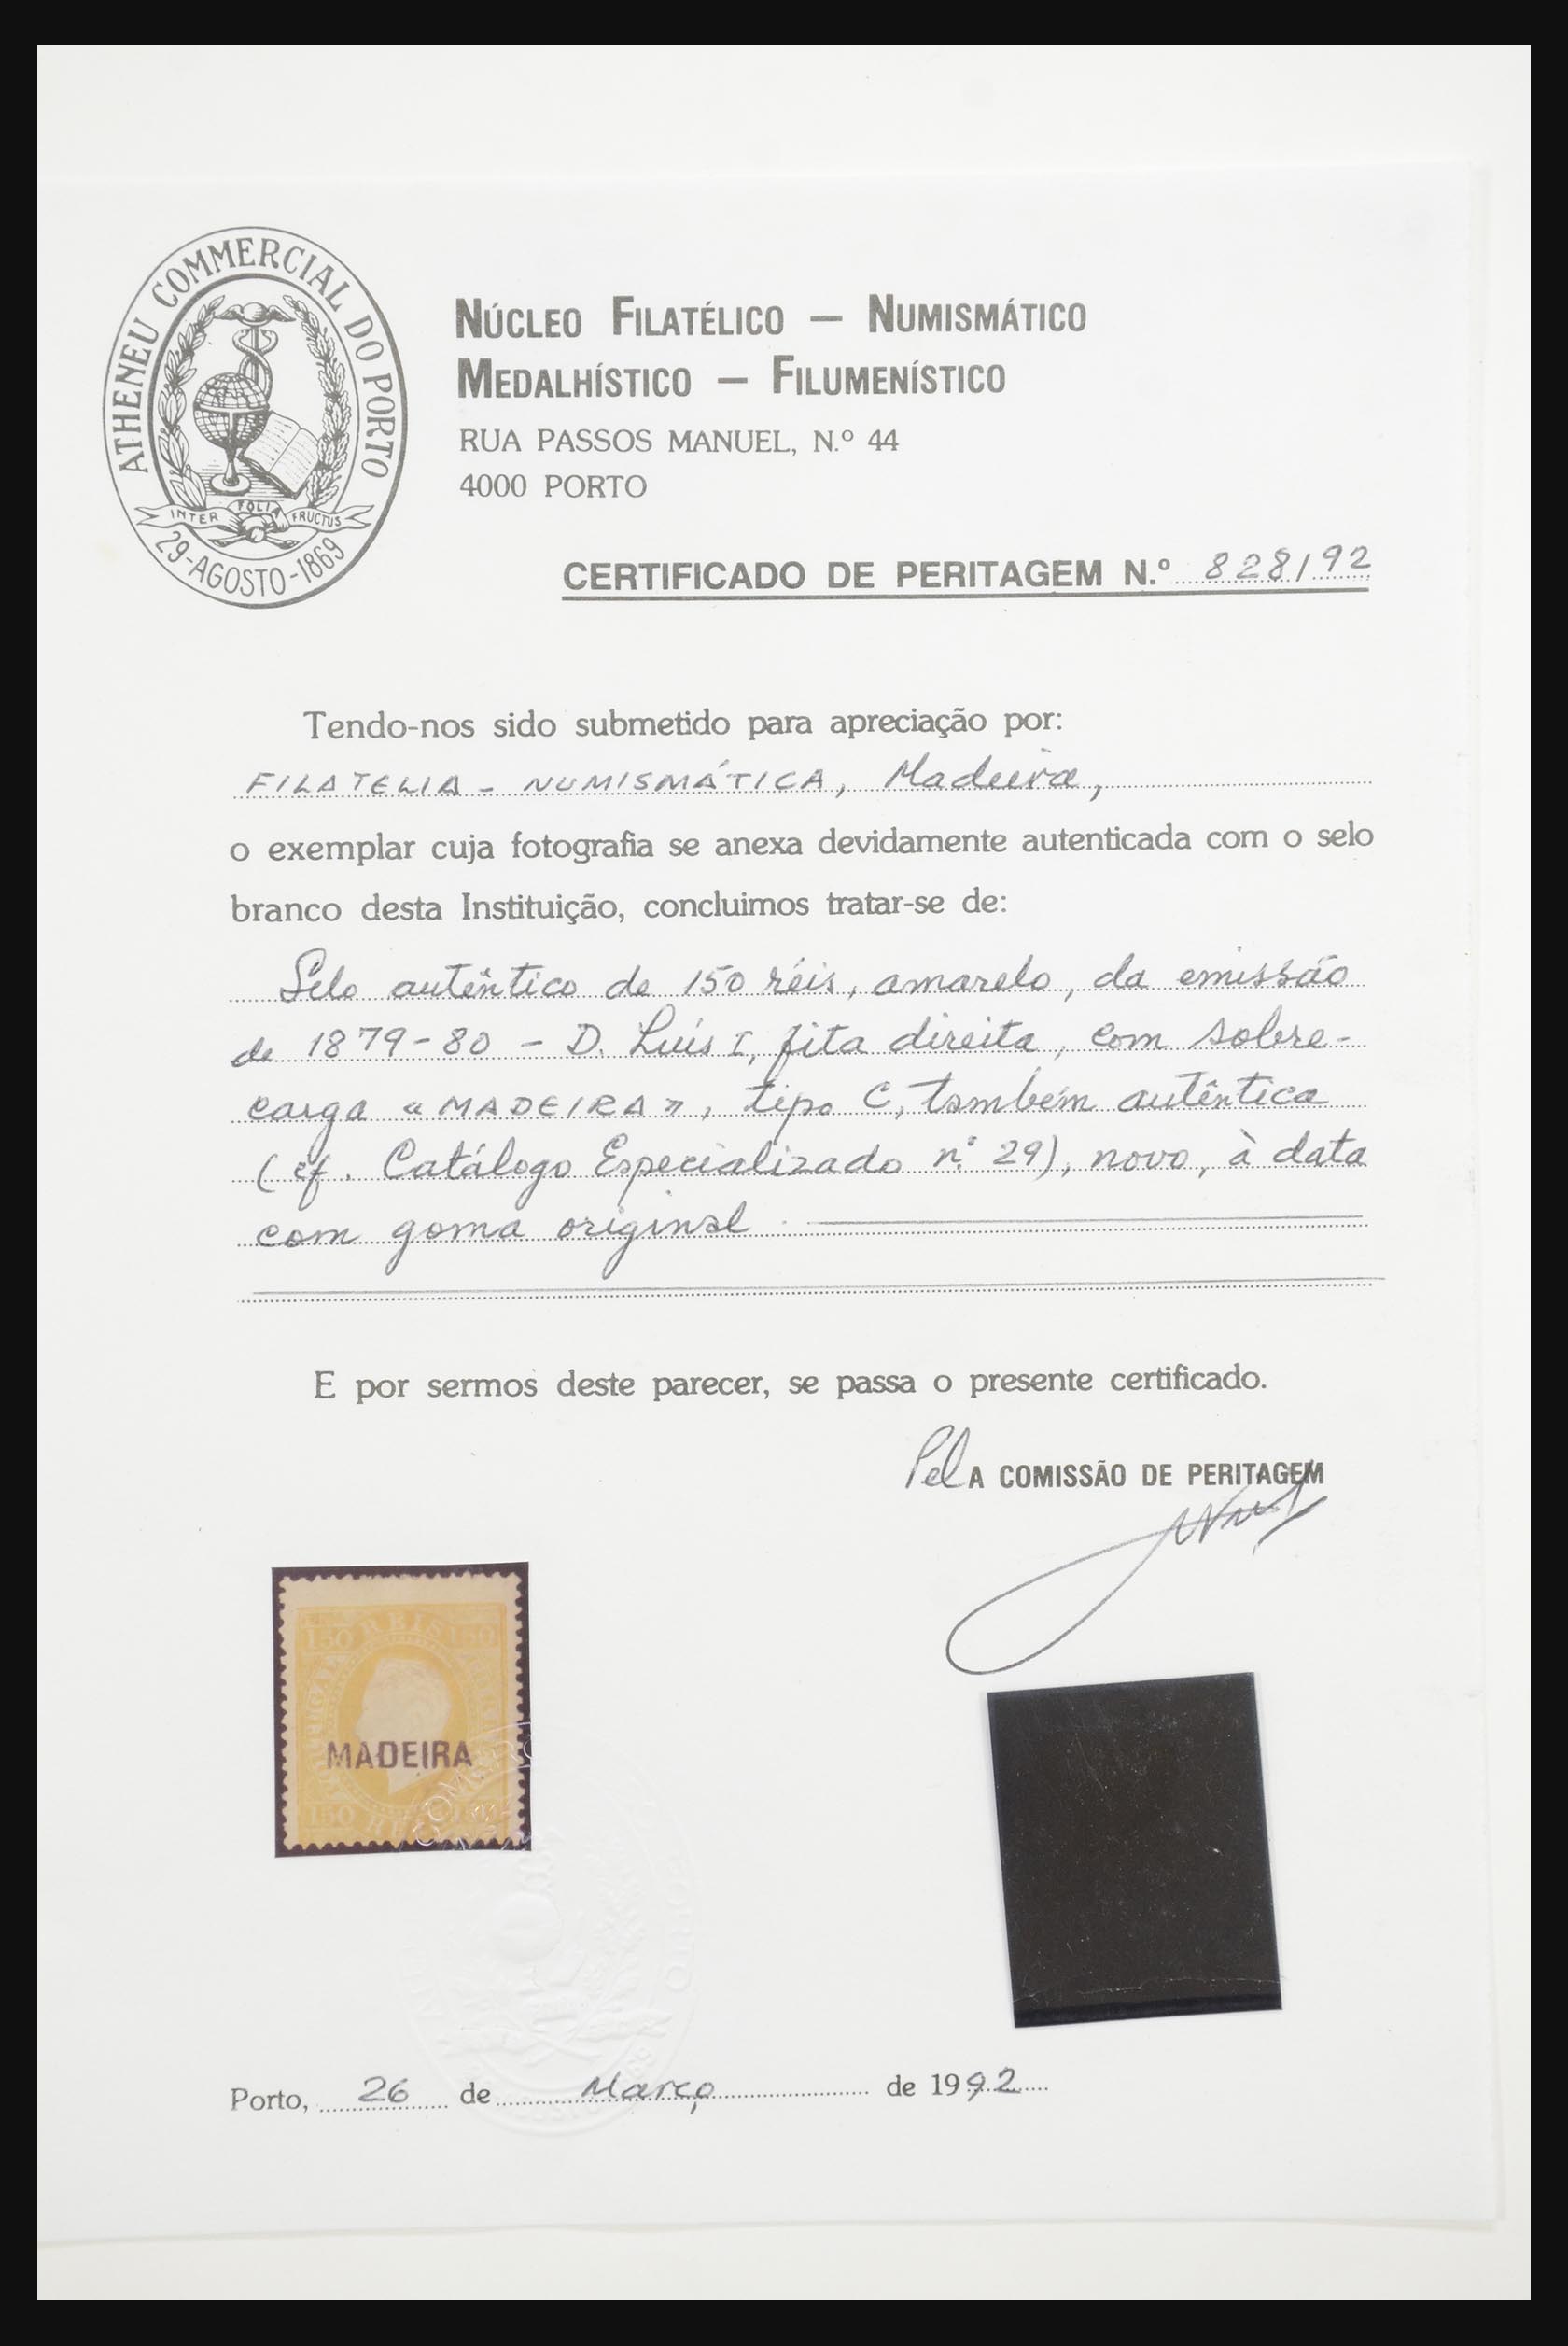 ATHENEU COMMERCIAL DO PORTO
INTER FOLIA FRUCTUS
29-AGOSTO-1869
NÚCLEO FILATÉLICO — NUMISMÁTICO
MEDALHÍSTICO — FILUMENÍSTICO
RUA PASSOS MANUEL, N.º 44
4000 PORTO
CERTIFICADO DE PERITAGEM N.º 828/92
Tendo-nos sido submetido para apreciação por:
FILATELIA - NUMISMÁTICA, Madeira,
o exemplar cuja fotografia se anexa devidamente autenticada com o selo
branco desta Instituição, concluimos tratar-se de:
Selo autêntico de 150 réis, amarelo, da emissão
de 1879-80 - D. Luís I, fita direita, com sobre-
carga «MADEIRA», tipo C, também autêntica
(cf. Catálogo Especializado nº 29), novo, à data
com goma original.
E por sermos deste parecer, se passa o presente certificado.
Pel A COMISSÃO DE PERITAGEM
150 REIS 150
MADEIRA
150
Porto, 26 de Março de 1992